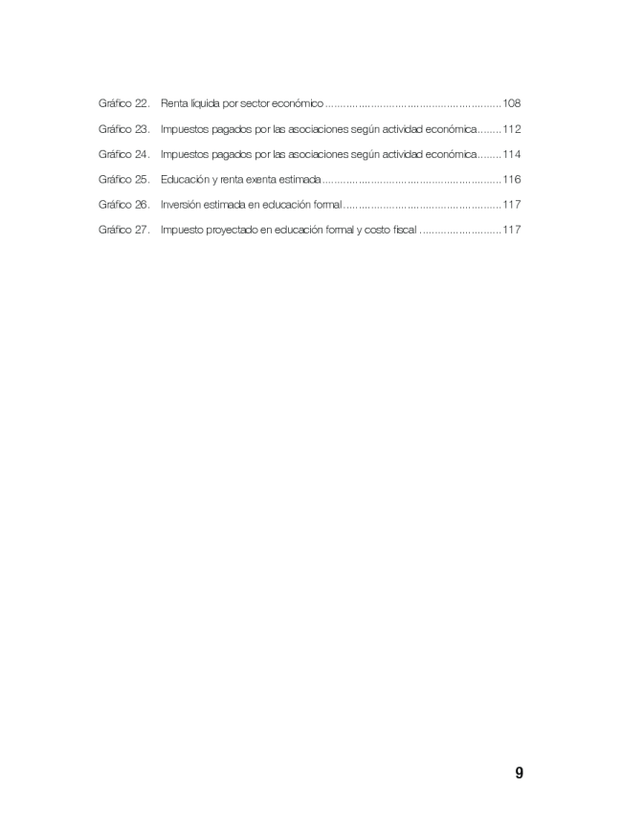 Gráfico 22. Renta líquida por sector económico ..........................................................108
Gráfico 23. Impuestos pagados por las asociaciones según actividad económica........112
Gráfico 24. Impuestos pagados por las asociaciones según actividad económica........114
Gráfico 25. Educación y renta exenta estimada...........................................................116
Gráfico 26. Inversión estimada en educación formal....................................................117
Gráfico 27. Impuesto proyectado en educación formal y costo fiscal ...........................117
9